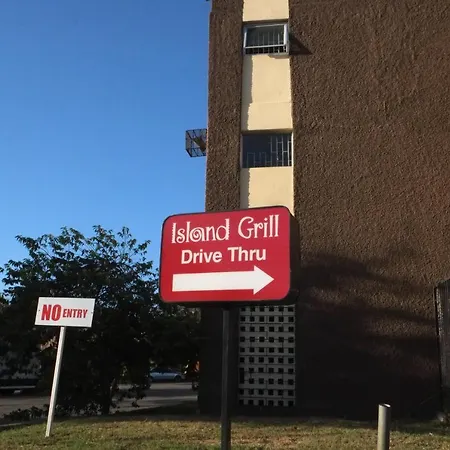 Island Grill
Drive Thru
NO ENTRY